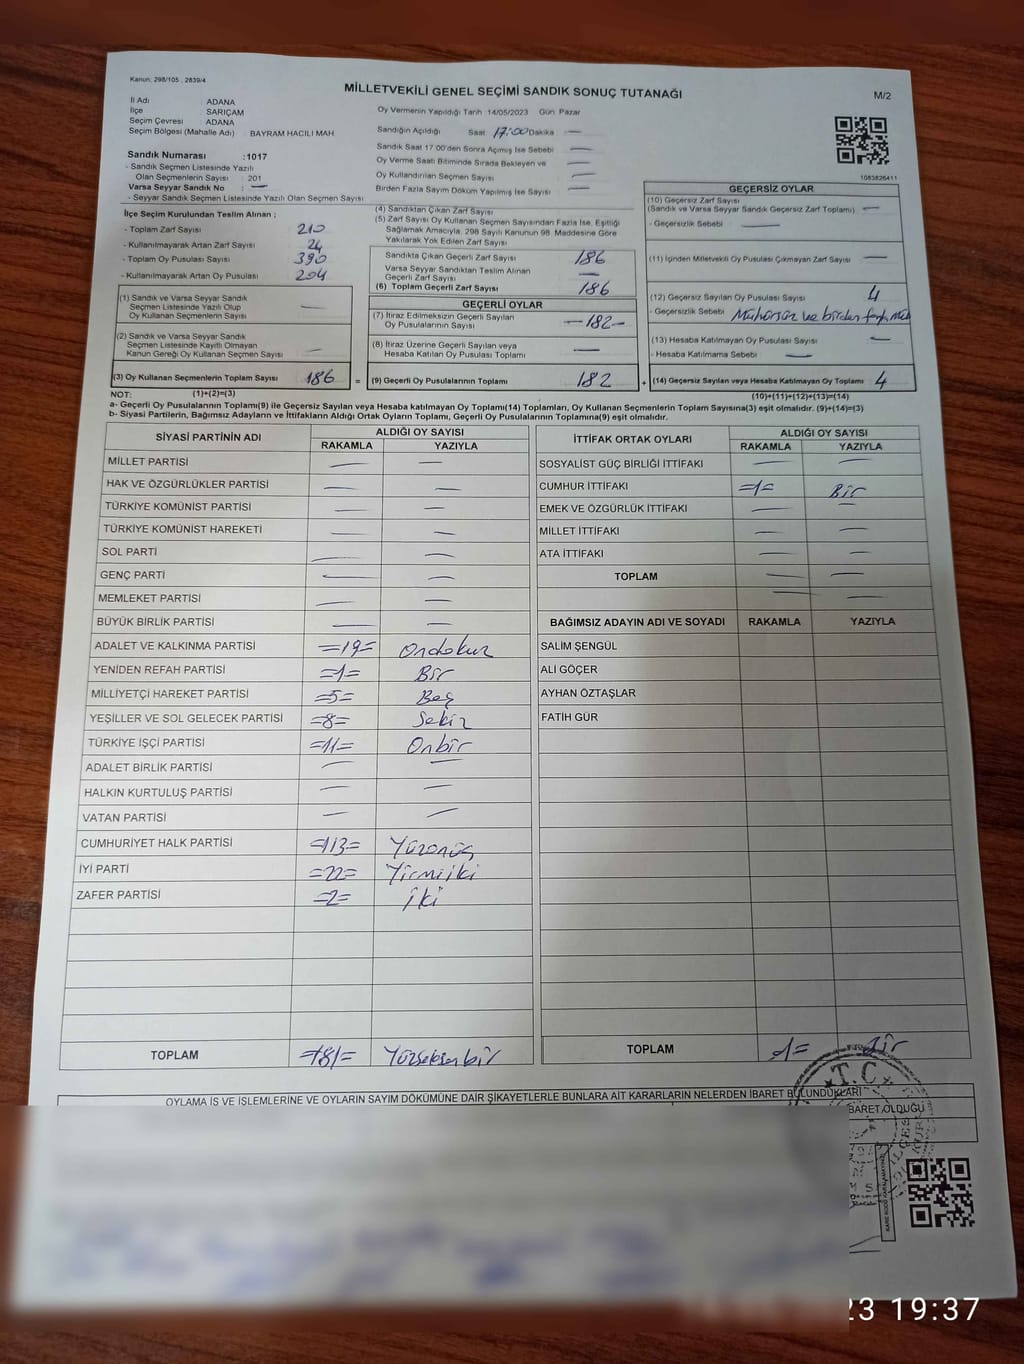 Kanun: 298/105 , 2839/4
MİLLETVEKİLİ GENEL SEÇİMİ SANDIK SONUÇ TUTANAĞI
M/2
İl Adı : ADANA
İlçe : SARIÇAM
Seçim Çevresi : ADANA
Seçim Bölgesi (Mahalle Adı) : BAYRAM HACILI MAH
Sandık Numarası : 1017
- Sandık Seçmen Listesinde Yazılı
Olan Seçmenlerin Sayısı : 201
Varsa Seyyar Sandık No : —
- Seyyar Sandık Seçmen Listesinde Yazılı Olan Seçmen Sayısı
Oy Vermenin Yapıldığı Tarih 14/05/2023 Gün Pazar
Sandığın Açıldığı Saat 17:00 Dakika —
Sandık Saat 17 00'den Sonra Açımış İse Sebebi —
Oy Verme Saati Bitiminde Sırada Bekleyen ve —
Oy Kullandırılan Seçmen Sayısı —
Birden Fazla Sayım Döküm Yapılmış İse Sayısı —
1083826411
İlçe Seçim Kurulundan Teslim Alınan ;
- Toplam Zarf Sayısı 210
- Kullanılmayarak Artan Zarf Sayısı 24
- Toplam Oy Pusulası Sayısı 390
- Kullanılmayarak Artan Oy Pusulası 204
(4) Sandıktan Çıkan Zarf Sayısı
(5) Zarf Sayısı Oy Kullanan Seçmen Sayısından Fazla İse, Eşitliği
Sağlamak Amacıyla, 298 Sayılı Kanunun 98. Maddesine Göre
Yakılarak Yok Edilen Zarf Sayısı
Sandıkta Çıkan Geçerli Zarf Sayısı 186
Varsa Seyyar Sandıktan Teslim Alınan
Geçerli Zarf Sayısı —
(6) Toplam Geçerli Zarf Sayısı 186
GEÇERSİZ OYLAR
(10) Geçersiz Zarf Sayısı
(Sandık ve Varsa Seyyar Sandık Geçersiz Zarf Toplamı) —
- Geçersizlik Sebebi —
(11) İçinden Milletvekili Oy Pusulası Çıkmayan Zarf Sayısı —
(12) Geçersiz Sayılan Oy Pusulası Sayısı 4
- Geçersizlik Sebebi Mühürsüz ve birden
(13) Hesaba Katılmayan Oy Pusulası Sayısı —
- Hesaba Katılmama Sebebi —
(14) Geçersiz Sayılan veya Hesaba Katılmayan Oy Toplamı 4
(10)+(11)+(12)+(13)=(14)
(1) Sandık ve Varsa Seyyar Sandık
Seçmen Listesinde Yazılı Olup
Oy Kullanan Seçmenlerin Sayısı —
(2) Sandık ve Varsa Seyyar Sandık
Seçmen Listesinde Kayıtlı Olmayan
Kanun Gereği Oy Kullanan Seçmen Sayısı —
(3) Oy Kullanan Seçmenlerin Toplam Sayısı 186 =
(1)+(2)=(3)
GEÇERLİ OYLAR
(7) İtiraz Edilmeksizin Geçerli Sayılan
Oy Pusulalarının Sayısı —182—
(8) İtiraz Üzerine Geçerli Sayılan veya
Hesaba Katılan Oy Pusulası Toplamı —
(9) Geçerli Oy Pusulalarının Toplamı 182 +
NOT:
a- Geçerli Oy Pusulalarının Toplamı(9) ile Geçersiz Sayılan veya Hesaba katılmayan Oy Toplamı(14) Toplamları, Oy Kullanan Seçmenlerin Toplam Sayısına(3) eşit olmalıdır. (9)+(14)=(3)
b- Siyasi Partilerin, Bağımsız Adayların ve İttifakların Aldığı Ortak Oyların Toplamı, Geçerli Oy Pusulalarının Toplamına(9) eşit olmalıdır.
SİYASİ PARTİNİN ADI ALDIĞI OY SAYISI
RAKAMLA YAZIYLA
MİLLET PARTİSİ — —
HAK VE ÖZGÜRLÜKLER PARTİSİ — —
TÜRKİYE KOMÜNİST PARTİSİ — —
TÜRKİYE KOMÜNİST HAREKETİ — —
SOL PARTİ — —
GENÇ PARTİ — —
MEMLEKET PARTİSİ — —
BÜYÜK BİRLİK PARTİSİ — —
ADALET VE KALKINMA PARTİSİ =19= Ondokuz
YENİDEN REFAH PARTİSİ =1= Bir
MİLLİYETÇİ HAREKET PARTİSİ =5= Beş
YEŞİLLER VE SOL GELECEK PARTİSİ =8= Sekiz
TÜRKİYE İŞÇİ PARTİSİ =11= Onbir
ADALET BİRLİK PARTİSİ — —
HALKIN KURTULUŞ PARTİSİ — —
VATAN PARTİSİ — —
CUMHURİYET HALK PARTİSİ =113= Yüzonüç
İYİ PARTİ =22= Yirmiiki
ZAFER PARTİSİ =2= İki
TOPLAM =181= Yüzseksenbir
İTTİFAK ORTAK OYLARI ALDIĞI OY SAYISI
RAKAMLA YAZIYLA
SOSYALİST GÜÇ BİRLİĞİ İTTİFAKI — —
CUMHUR İTTİFAKI =1= Bir
EMEK VE ÖZGÜRLÜK İTTİFAKI — —
MİLLET İTTİFAKI — —
ATA İTTİFAKI — —
TOPLAM — —
BAĞIMSIZ ADAYIN ADI VE SOYADI RAKAMLA YAZIYLA
SALİM ŞENGÜL
ALİ GÖÇER
AYHAN ÖZTAŞLAR
FATİH GÜR
TOPLAM 1= Bir
OYLAMA İŞ VE İŞLEMLERİNE VE OYLARIN SAYIM DÖKÜMÜNE DAİR ŞİKAYETLERLE BUNLARA AİT KARARLARIN NELERDEN İBARET BULUNDUKLARI
BARET OLDUĞU
T.C.
23 19:37